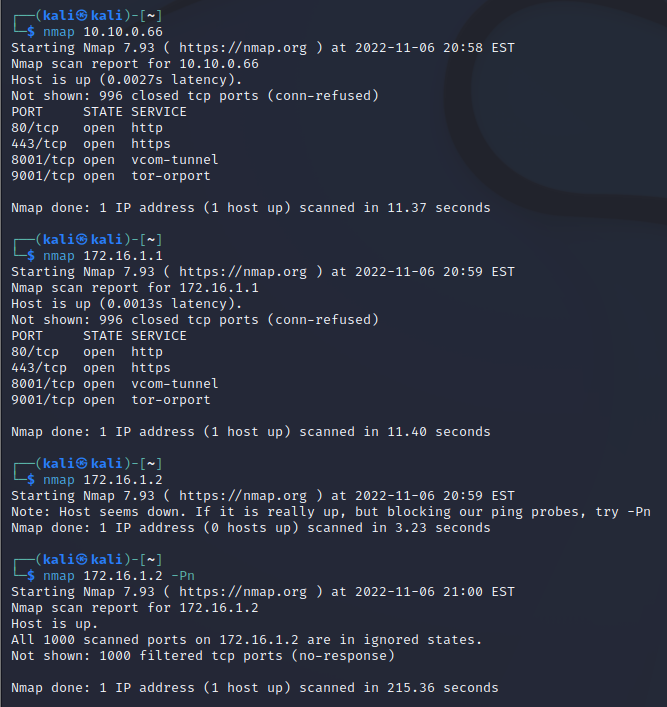 ┌──(kali㉿kali)-[~]
└─$ nmap 10.10.0.66
Starting Nmap 7.93 ( https://nmap.org ) at 2022-11-06 20:58 EST
Nmap scan report for 10.10.0.66
Host is up (0.0027s latency).
Not shown: 996 closed tcp ports (conn-refused)
PORT     STATE SERVICE
80/tcp   open  http
443/tcp  open  https
8001/tcp open  vcom-tunnel
9001/tcp open  tor-orport

Nmap done: 1 IP address (1 host up) scanned in 11.37 seconds

┌──(kali㉿kali)-[~]
└─$ nmap 172.16.1.1
Starting Nmap 7.93 ( https://nmap.org ) at 2022-11-06 20:59 EST
Nmap scan report for 172.16.1.1
Host is up (0.0013s latency).
Not shown: 996 closed tcp ports (conn-refused)
PORT     STATE SERVICE
80/tcp   open  http
443/tcp  open  https
8001/tcp open  vcom-tunnel
9001/tcp open  tor-orport

Nmap done: 1 IP address (1 host up) scanned in 11.40 seconds

┌──(kali㉿kali)-[~]
└─$ nmap 172.16.1.2
Starting Nmap 7.93 ( https://nmap.org ) at 2022-11-06 20:59 EST
Note: Host seems down. If it is really up, but blocking our ping probes, try -Pn
Nmap done: 1 IP address (0 hosts up) scanned in 3.23 seconds

┌──(kali㉿kali)-[~]
└─$ nmap 172.16.1.2 -Pn
Starting Nmap 7.93 ( https://nmap.org ) at 2022-11-06 21:00 EST
Nmap scan report for 172.16.1.2
Host is up.
All 1000 scanned ports on 172.16.1.2 are in ignored states.
Not shown: 1000 filtered tcp ports (no-response)

Nmap done: 1 IP address (1 host up) scanned in 215.36 seconds